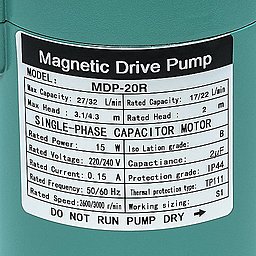 Magnetic Drive Pump
MODEL: MDP-20R
Max Capacity: 27/32 L/min Rated Capacity: 17/22 L/min
Max Head : 3.1/4.3 m Rated Head : 2 m
SINGLE-PHASE CAPACITOR MOTOR
Rated Power: 15 W Iso Lation grade: B
Rated Voltage: 220/240 V Capacitance: 2μF
Rated Current: 0.15 A Protection grade: IP44
Rated Frequency: 50/60 Hz Thermal protection type: TP111
Rated Speed: 2600/3000 r/min Working sizing: S1
DO NOT RUN PUMP DRY →